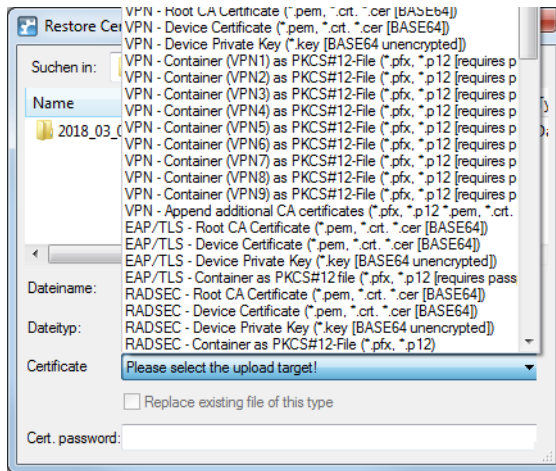 VPN - Root CA Certificate (*.pem, *.crt. *.cer [BASE64])
VPN - Device Certificate (*.pem, *.crt. *.cer [BASE64])
VPN - Device Private Key (*.key [BASE64 unencrypted])
VPN - Container (VPN1) as PKCS#12-File (*.pfx, *.p12 [requires p
VPN - Container (VPN2) as PKCS#12-File (*.pfx, *.p12 [requires p
VPN - Container (VPN3) as PKCS#12-File (*.pfx, *.p12 [requires p
VPN - Container (VPN4) as PKCS#12-File (*.pfx, *.p12 [requires p
VPN - Container (VPN5) as PKCS#12-File (*.pfx, *.p12 [requires p
VPN - Container (VPN6) as PKCS#12-File (*.pfx, *.p12 [requires p
VPN - Container (VPN7) as PKCS#12-File (*.pfx, *.p12 [requires p
VPN - Container (VPN8) as PKCS#12-File (*.pfx, *.p12 [requires p
VPN - Container (VPN9) as PKCS#12-File (*.pfx, *.p12 [requires p
VPN - Append additional CA certificates (*.pfx, *.p12 *.pem, *.crt.
EAP/TLS - Root CA Certificate (*.pem, *.crt. *.cer [BASE64])
EAP/TLS - Device Certificate (*.pem, *.crt. *.cer [BASE64])
EAP/TLS - Device Private Key (*.key [BASE64 unencrypted])
EAP/TLS - Container as PKCS#12 file (*.pfx, *.p12 [requires pass
RADSEC - Root CA Certificate (*.pem, *.crt. *.cer [BASE64])
RADSEC - Device Certificate (*.pem, *.crt. *.cer [BASE64])
RADSEC - Device Private Key (*.key [BASE64 unencrypted])
RADSEC - Container as PKCS#12-File (*.pfx, *.p12)
Restore Cer
Suchen in:
Name
2018_03_0
Dateiname:
Dateityp:
Certificate
Please select the upload target!
Replace existing file of this type
Cert. password: